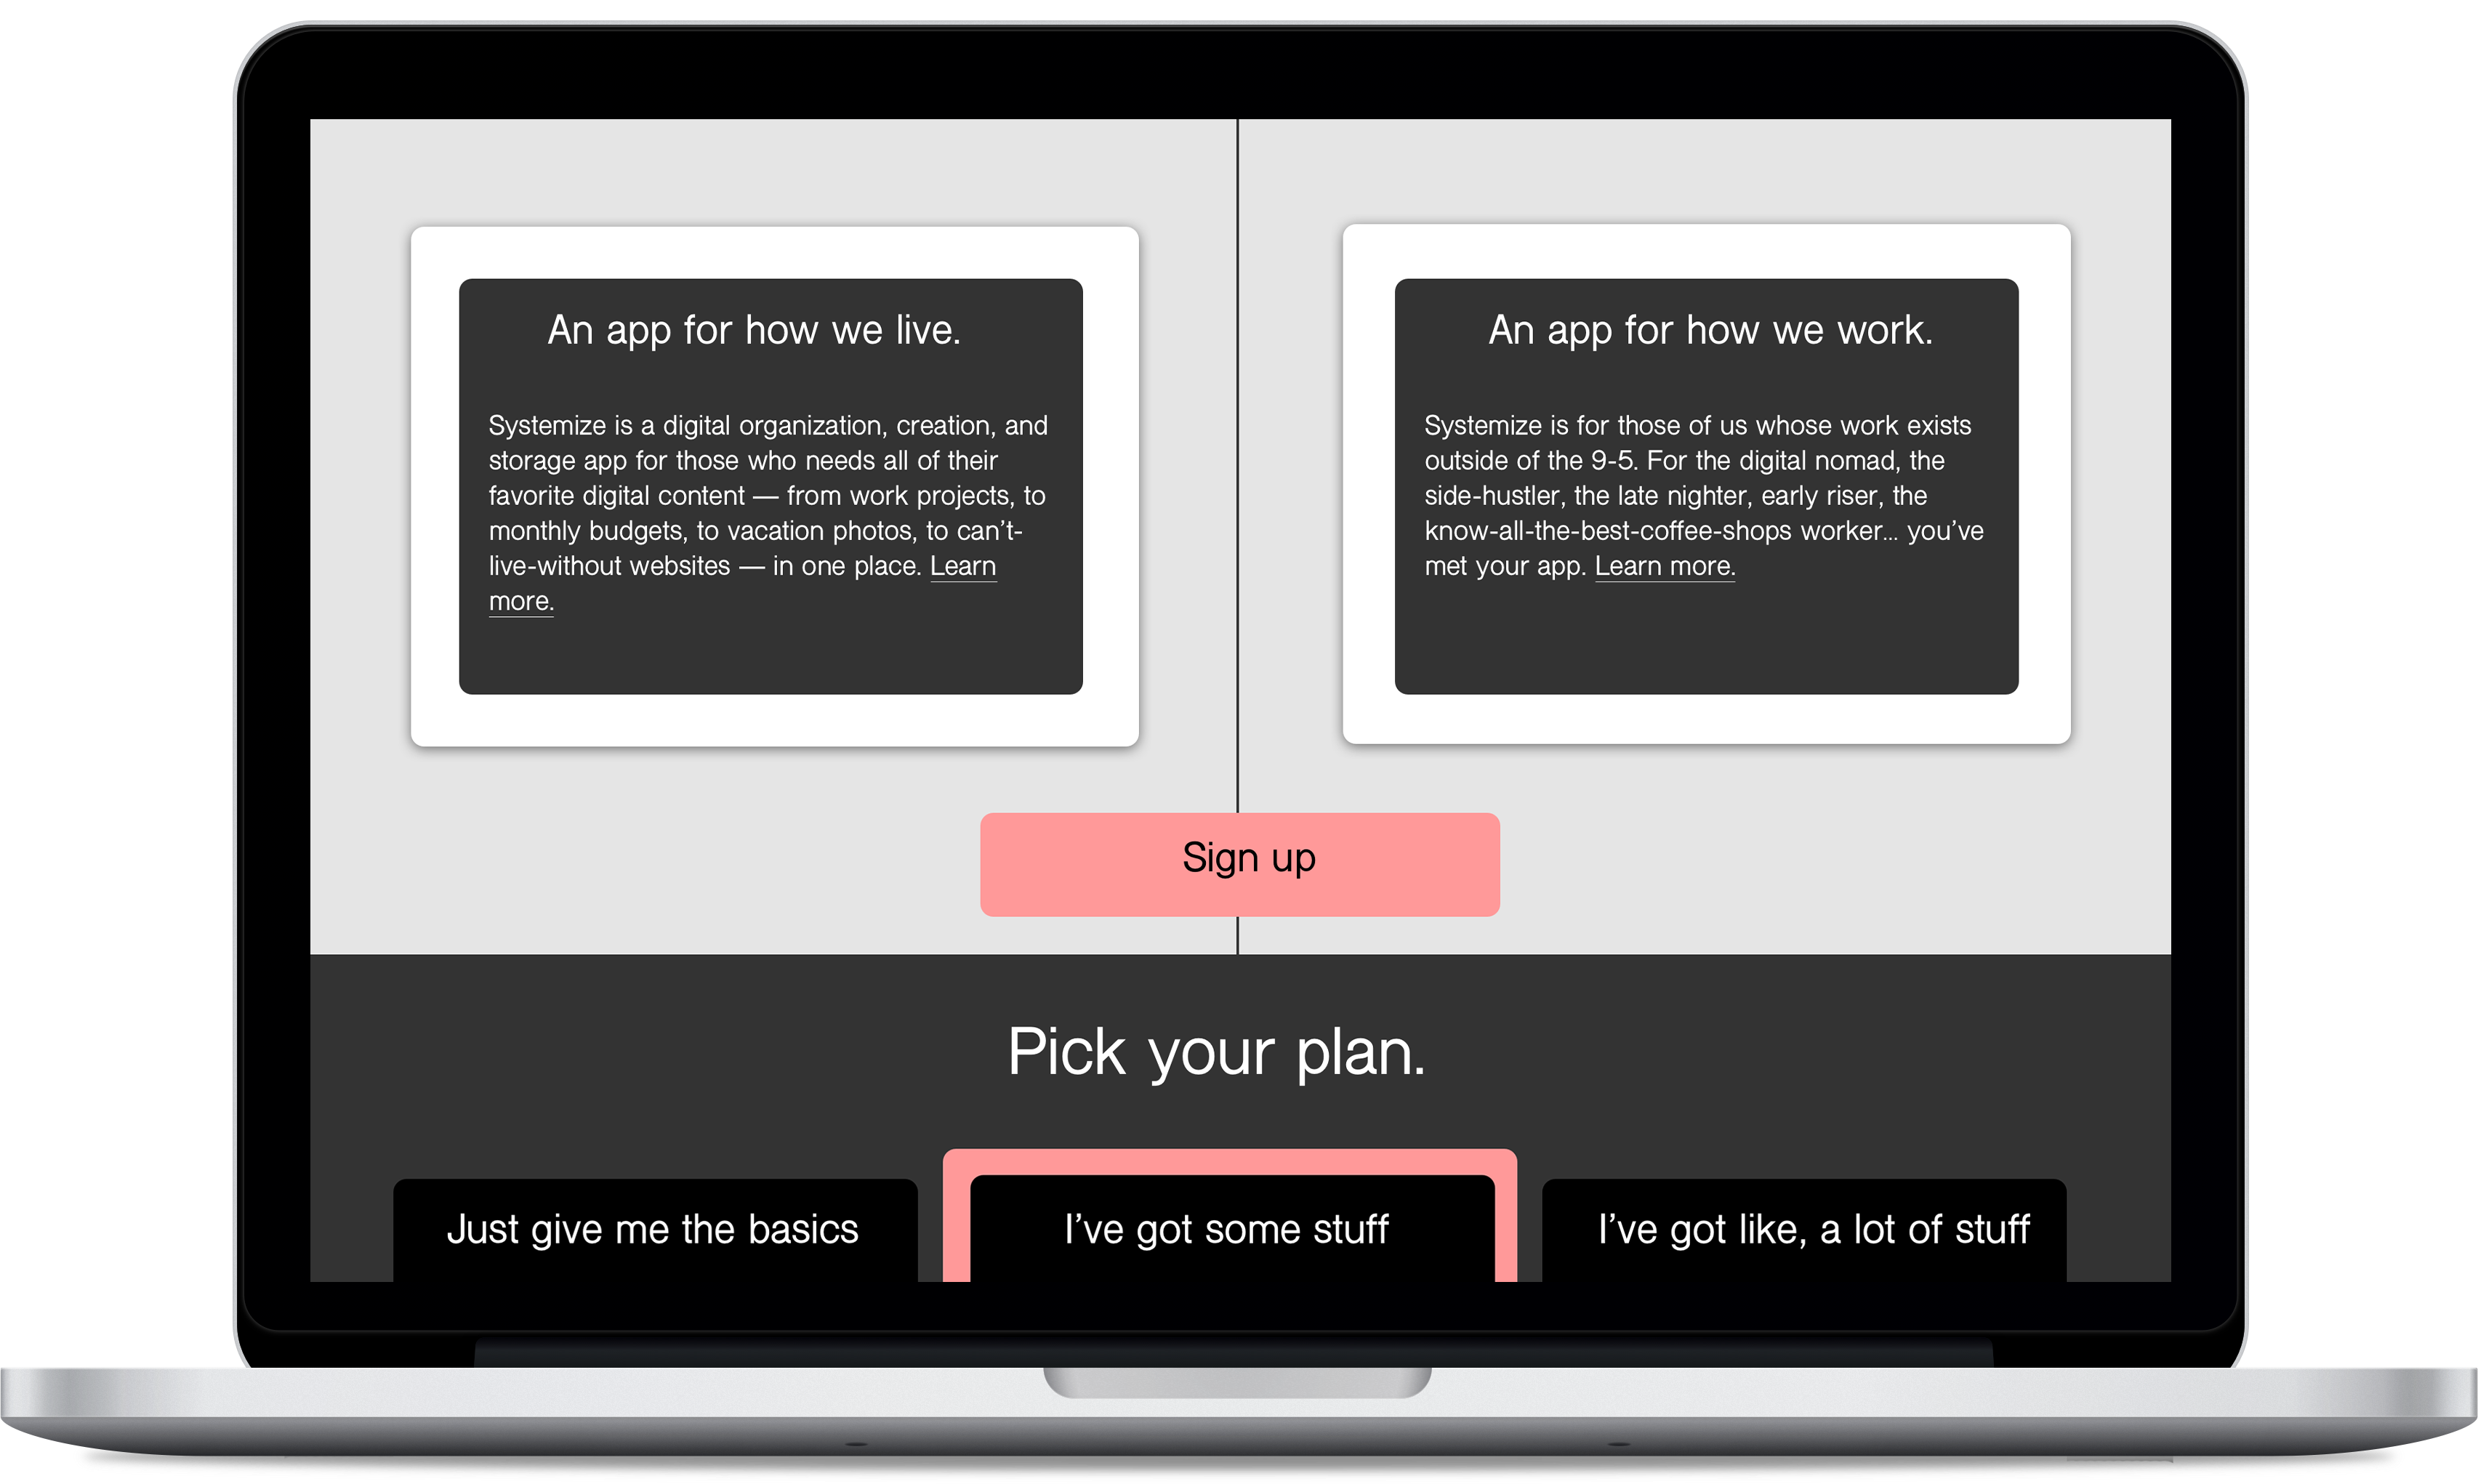 An app for how we live.
Systemize is a digital organization, creation, and
storage app for those who needs all of their
favorite digital content — from work projects, to
monthly budgets, to vacation photos, to can’t-
live-without websites — in one place. Learn
more.
An app for how we work.
Systemize is for those of us whose work exists
outside of the 9-5. For the digital nomad, the
side-hustler, the late nighter, early riser, the
know-all-the-best-coffee-shops worker... you’ve
met your app. Learn more.
Sign up
Pick your plan.
Just give me the basics
I’ve got some stuff
I’ve got like, a lot of stuff